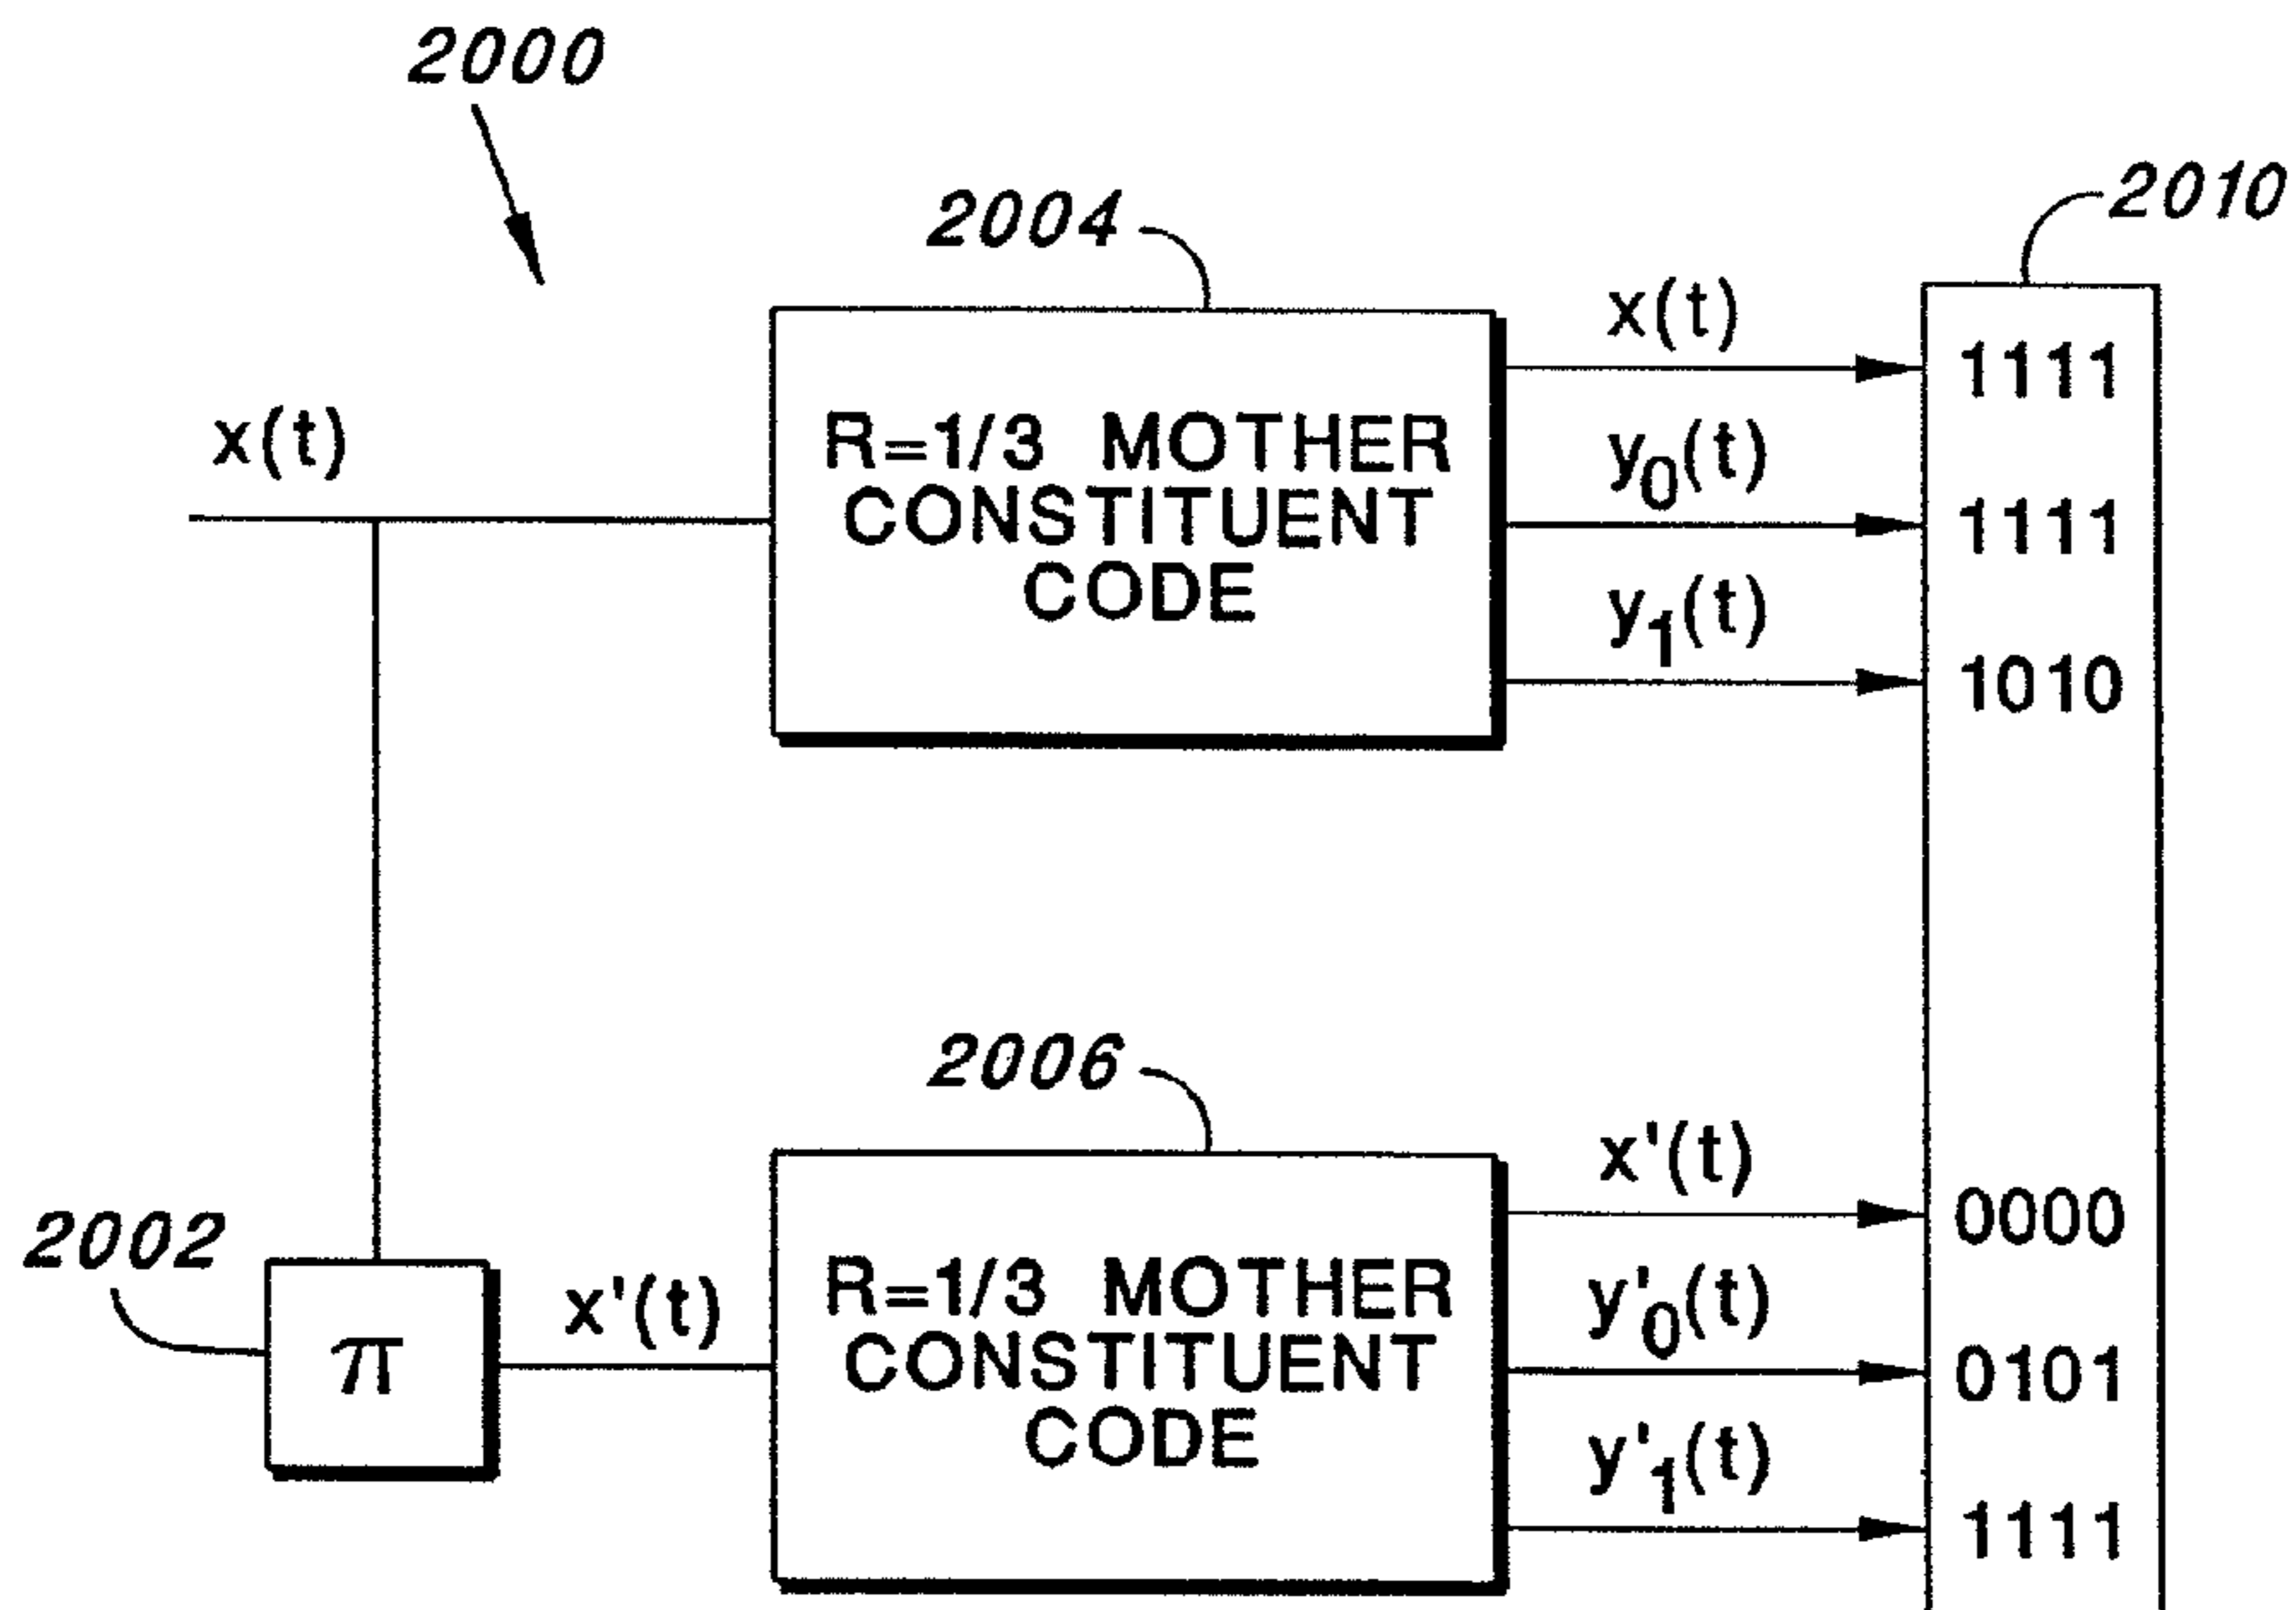 2000
2004
2010
x(t)
R=1/3 MOTHER
CONSTITUENT
CODE
x(t)
y0(t)
y1(t)
1111
1111
1010
2006
2002
π
x'(t)
R=1/3 MOTHER
CONSTITUENT
CODE
x'(t)
y'0(t)
y'1(t)
0000
0101
1111